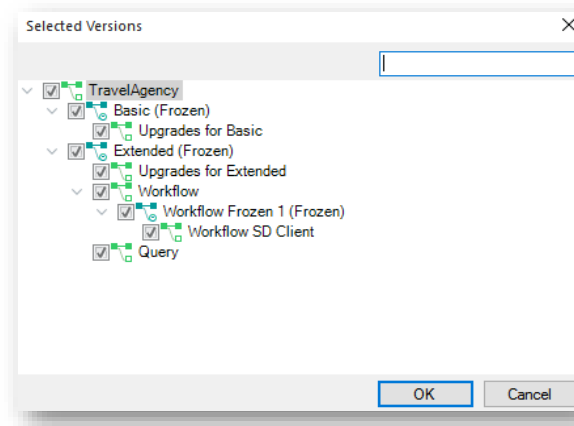 Selected Versions
TravelAgency
Basic (Frozen)
Upgrades for Basic
Extended (Frozen)
Upgrades for Extended
Workflow
Workflow Frozen 1 (Frozen)
Workflow SD Client
Query
OK
Cancel